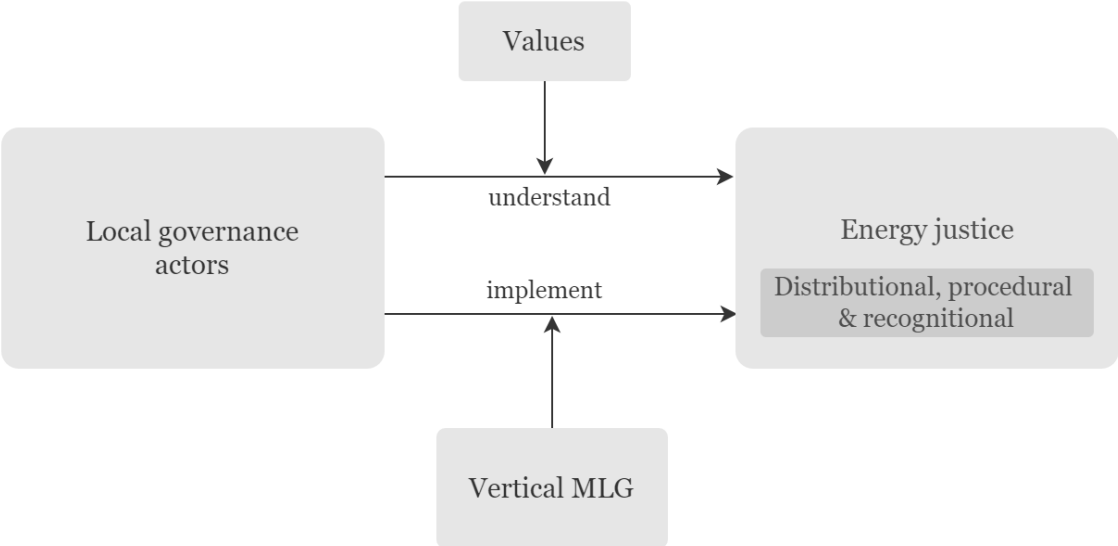 Values
Local governance
actors
understand
implement
Energy justice
Distributional, procedural
& recognitional
Vertical MLG